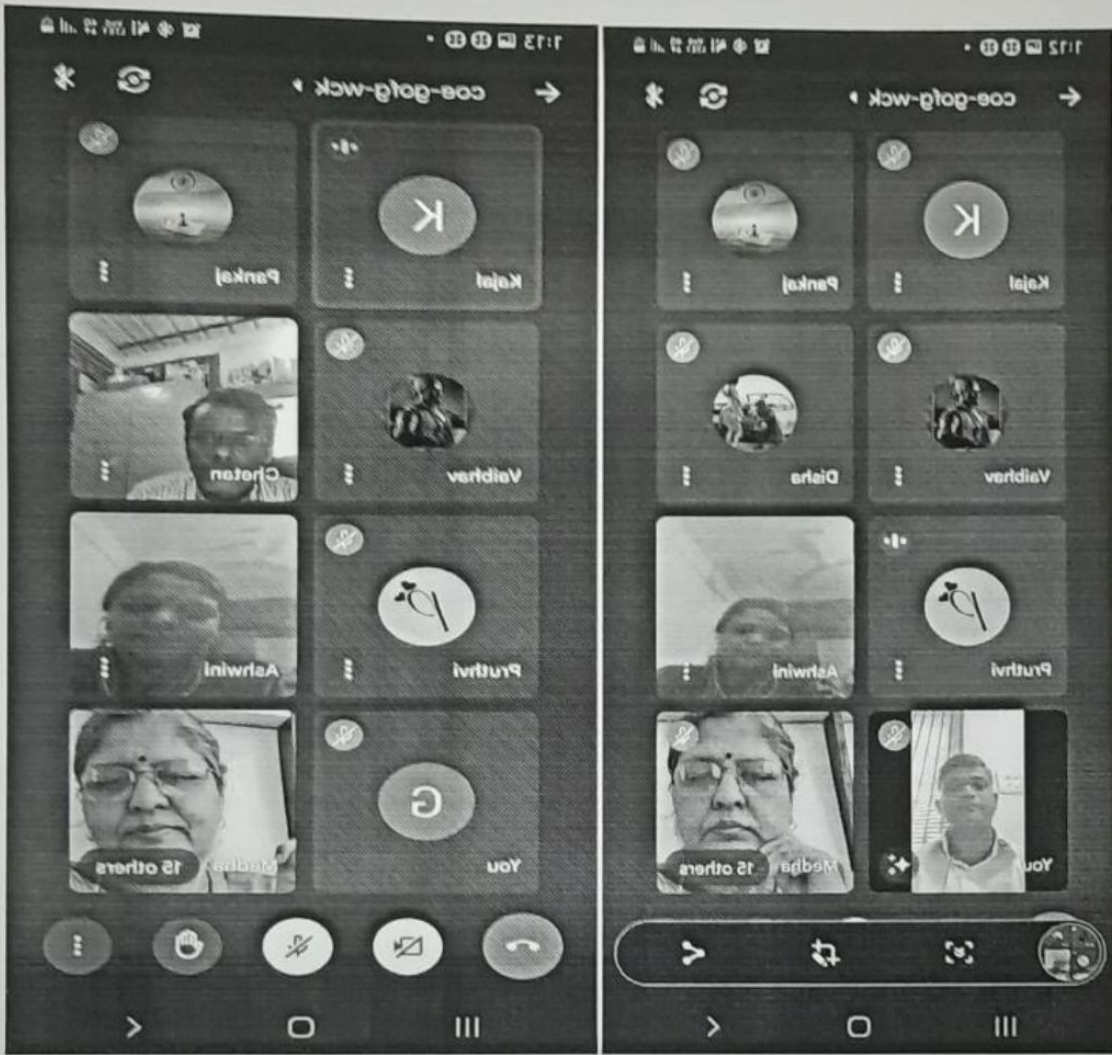 1:12
coe-gofg-wck
K
Kajal Pankaj
Vaibhav Disha
Pruthvi Ashwini
You Medha 15 others
1:13
coe-gofg-wck
K
Kajal Pankaj
Vaibhav Chetan
Pruthvi Ashwini
G
You Medha 15 others